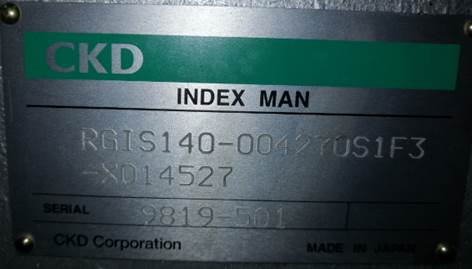 CKD
INDEX MAN
RGIS140-004270S1F3
-X014527
SERIAL 9819-501
CKD Corporation MADE IN JAPAN